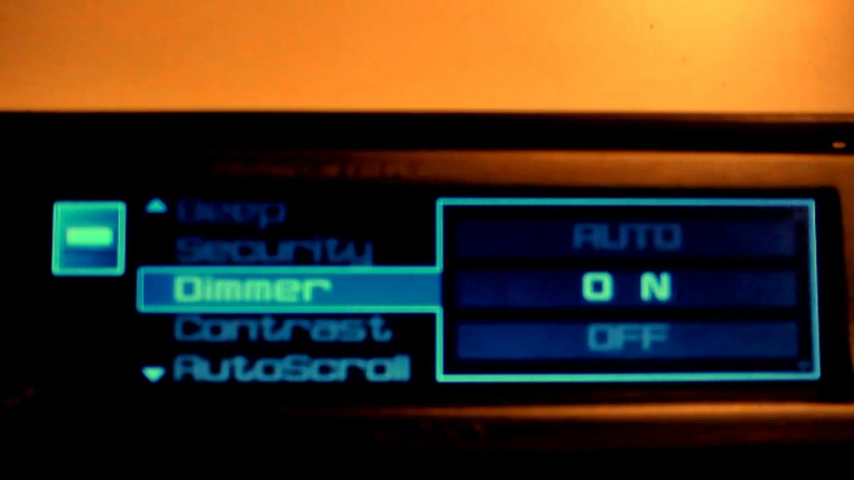 Beep
Security
Dimmer
Contrast
AutoScroll
AUTO
ON
OFF